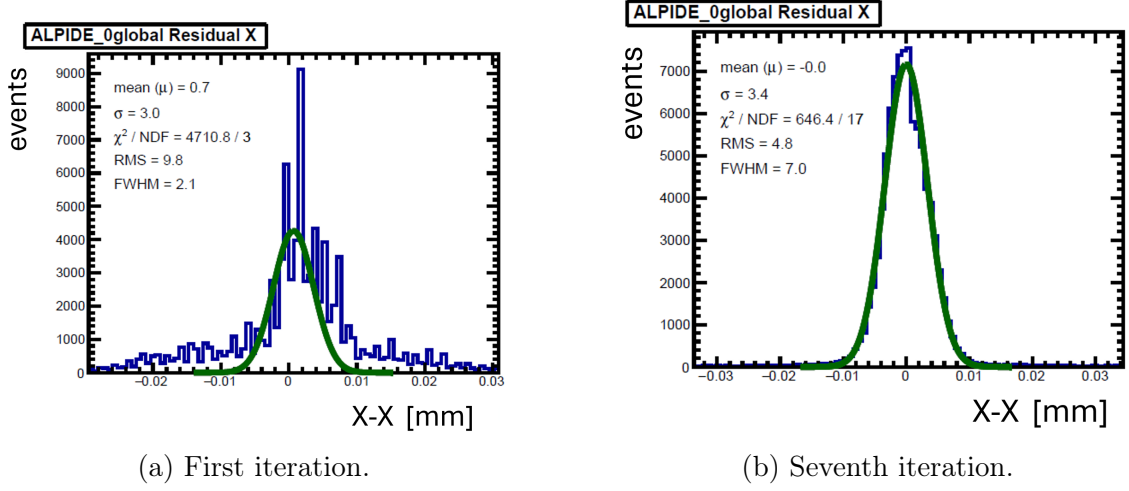 ALPIDE_0global Residual X
events
mean (μ) = 0.7
σ = 3.0
χ² / NDF = 4710.8 / 3
RMS = 9.8
FWHM = 2.1
9000
8000
7000
6000
5000
4000
3000
2000
1000
0
−0.02 −0.01 0 0.01 0.02 0.03
X-X [mm]
(a) First iteration.
ALPIDE_0global Residual X
events
mean (μ) = -0.0
σ = 3.4
χ² / NDF = 646.4 / 17
RMS = 4.8
FWHM = 7.0
7000
6000
5000
4000
3000
2000
1000
0
−0.03 −0.02 −0.01 0 0.01 0.02 0.03
X-X [mm]
(b) Seventh iteration.